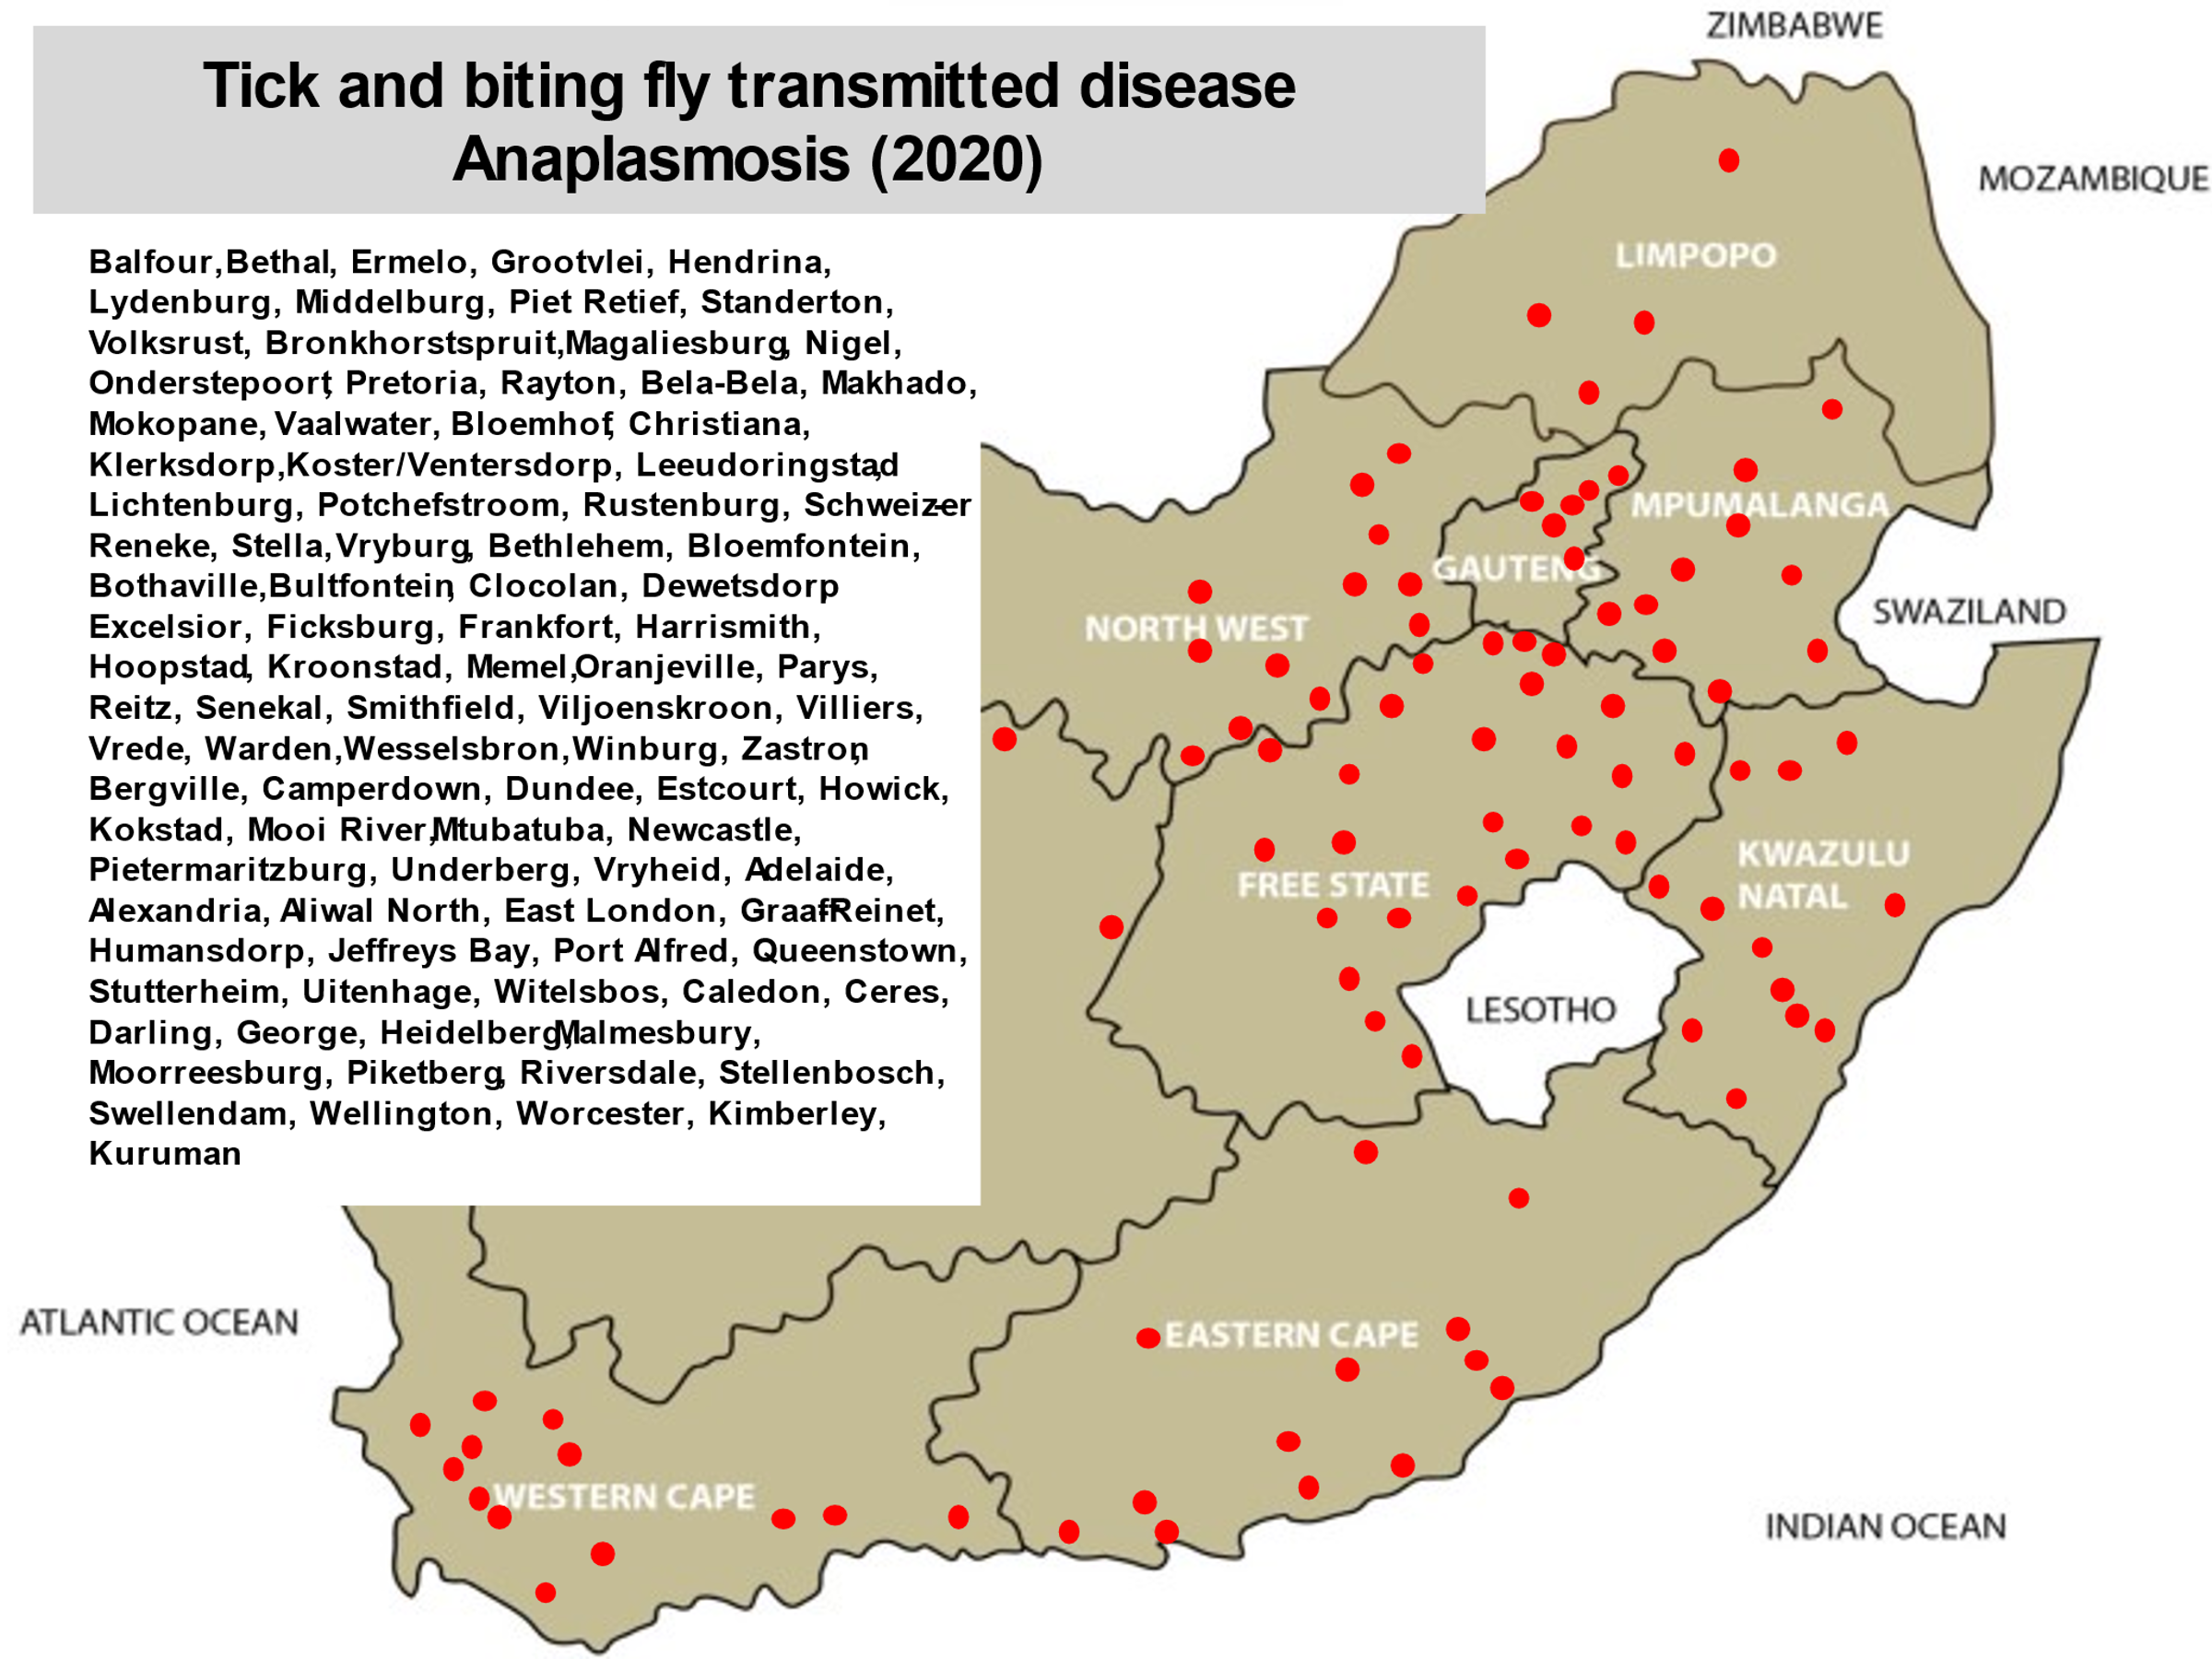 Tick and biting fly transmitted disease
Anaplasmosis (2020)
Balfour,Bethal, Ermelo, Grootvlei, Hendrina,
Lydenburg, Middelburg, Piet Retief, Standerton,
Volksrust, Bronkhorstspruit,Magaliesburg, Nigel,
Onderstepoort, Pretoria, Rayton, Bela-Bela, Makhado,
Mokopane, Vaalwater, Bloemhof, Christiana,
Klerksdorp,Koster/Ventersdorp, Leeudoringstad,
Lichtenburg, Potchefstroom, Rustenburg, Schweizer-
Reneke, Stella,Vryburg, Bethlehem, Bloemfontein,
Bothaville,Bultfontein, Clocolan, Dewetsdorp
Excelsior, Ficksburg, Frankfort, Harrismith,
Hoopstad, Kroonstad, Memel,Oranjeville, Parys,
Reitz, Senekal, Smithfield, Viljoenskroon, Villiers,
Vrede, Warden,Wesselsbron,Winburg, Zastron,
Bergville, Camperdown, Dundee, Estcourt, Howick,
Kokstad, Mooi River,Mtubatuba, Newcastle,
Pietermaritzburg, Underberg, Vryheid, Adelaide,
Alexandria, Aliwal North, East London, Graaff-Reinet,
Humansdorp, Jeffreys Bay, Port Alfred, Queenstown,
Stutterheim, Uitenhage, Witelsbos, Caledon, Ceres,
Darling, George, Heidelberg,Malmesbury,
Moorreesburg, Piketberg, Riversdale, Stellenbosch,
Swellendam, Wellington, Worcester, Kimberley,
Kuruman
ZIMBABWE
MOZAMBIQUE
LIMPOPO
MPUMALANGA
GAUTENG
SWAZILAND
NORTH WEST
KWAZULU
NATAL
FREE STATE
LESOTHO
ATLANTIC OCEAN
EASTERN CAPE
WESTERN CAPE
INDIAN OCEAN